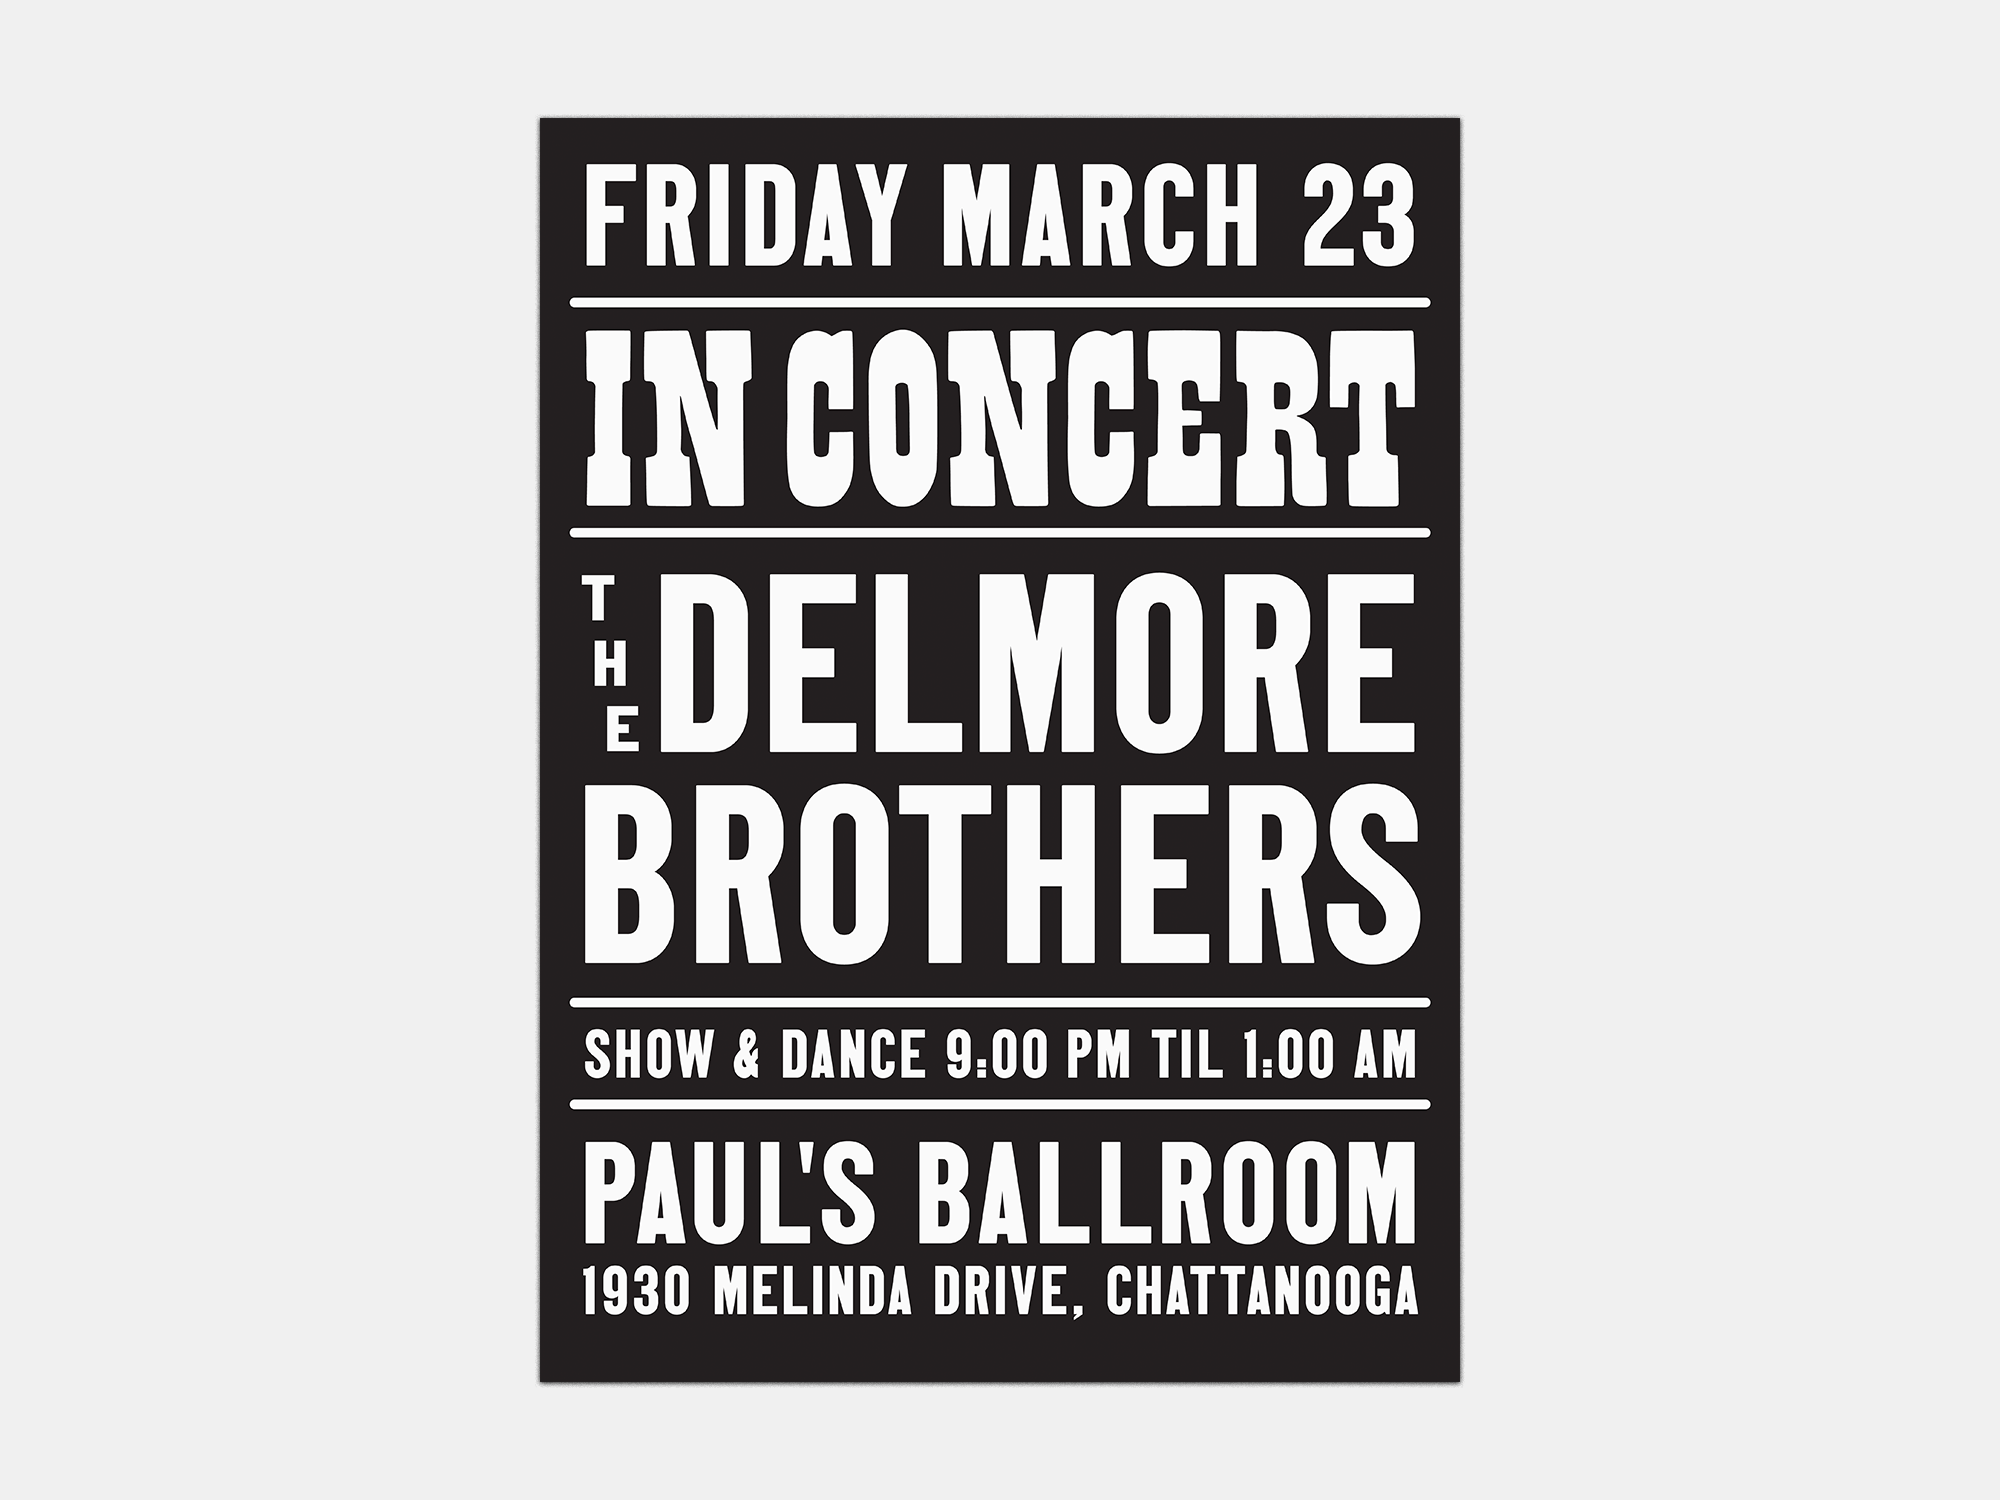 FRIDAY MARCH 23
IN CONCERT
THE DELMORE
BROTHERS
SHOW & DANCE 9:00 PM TIL 1:00 AM
PAUL'S BALLROOM
1930 MELINDA DRIVE, CHATTANOOGA